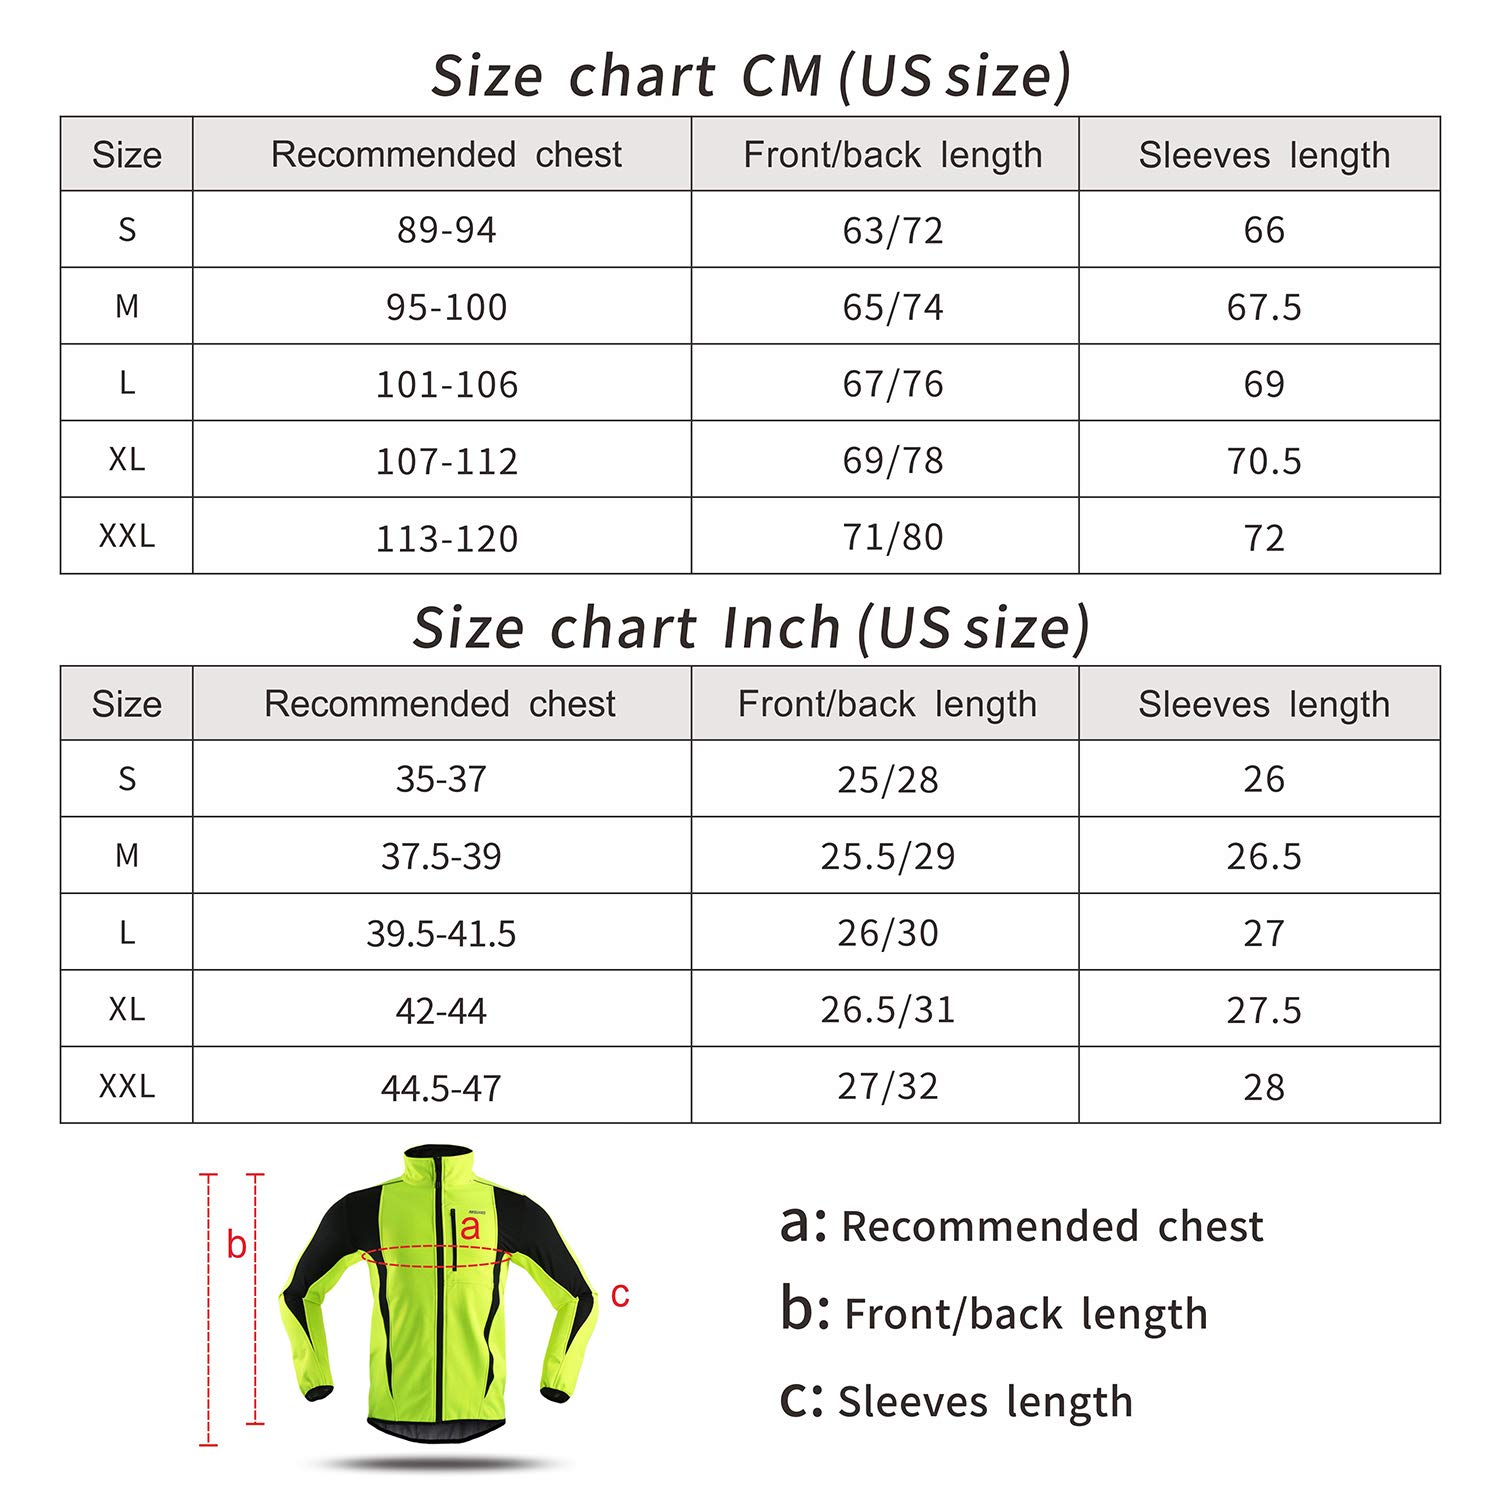 Size chart CM (US size)
Size Recommended chest Front/back length Sleeves length
S 89-94 63/72 66
M 95-100 65/74 67.5
L 101-106 67/76 69
XL 107-112 69/78 70.5
XXL 113-120 71/80 72
Size chart Inch (US size)
Size Recommended chest Front/back length Sleeves length
S 35-37 25/28 26
M 37.5-39 25.5/29 26.5
L 39.5-41.5 26/30 27
XL 42-44 26.5/31 27.5
XXL 44.5-47 27/32 28
a
b
c
a: Recommended chest
b: Front/back length
c: Sleeves length